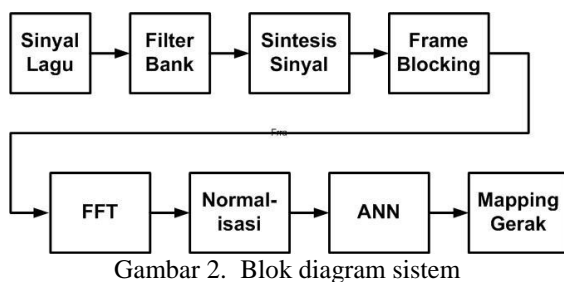 Sinyal
Lagu
Filter
Bank
Sintesis
Sinyal
Frame
Blocking
Frra
FFT
Normal-
isasi
ANN
Mapping
Gerak
Gambar 2. Blok diagram sistem